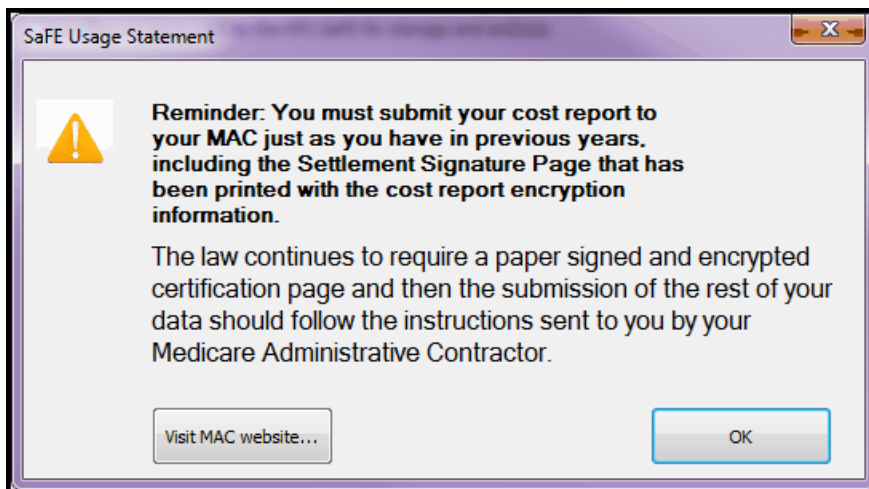 SaFE Usage Statement
Reminder: You must submit your cost report to
your MAC just as you have in previous years,
including the Settlement Signature Page that has
been printed with the cost report encryption
information.
The law continues to require a paper signed and encrypted
certification page and then the submission of the rest of your
data should follow the instructions sent to you by your
Medicare Administrative Contractor.
Visit MAC website...
OK